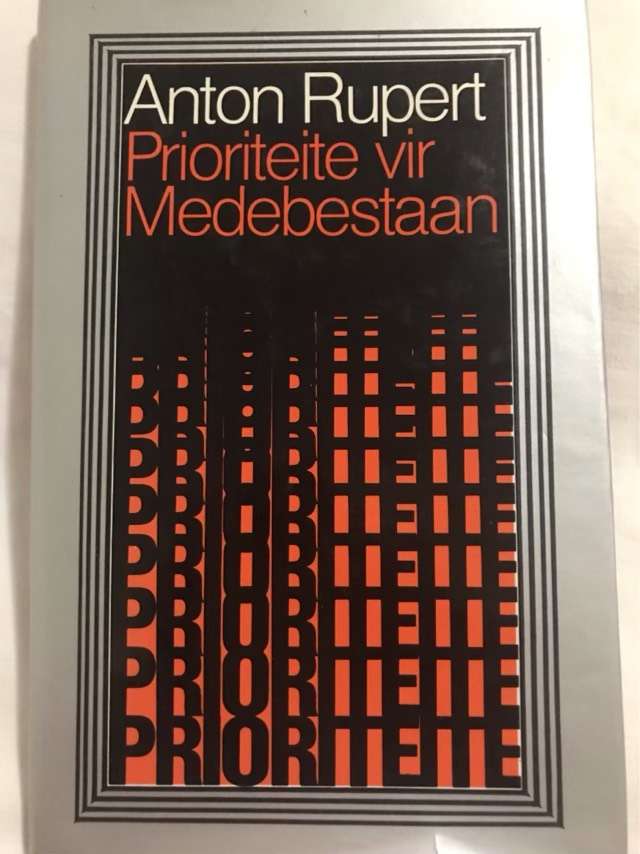 Anton Rupert
Prioriteite vir
Medebestaan
PRIORITEITE